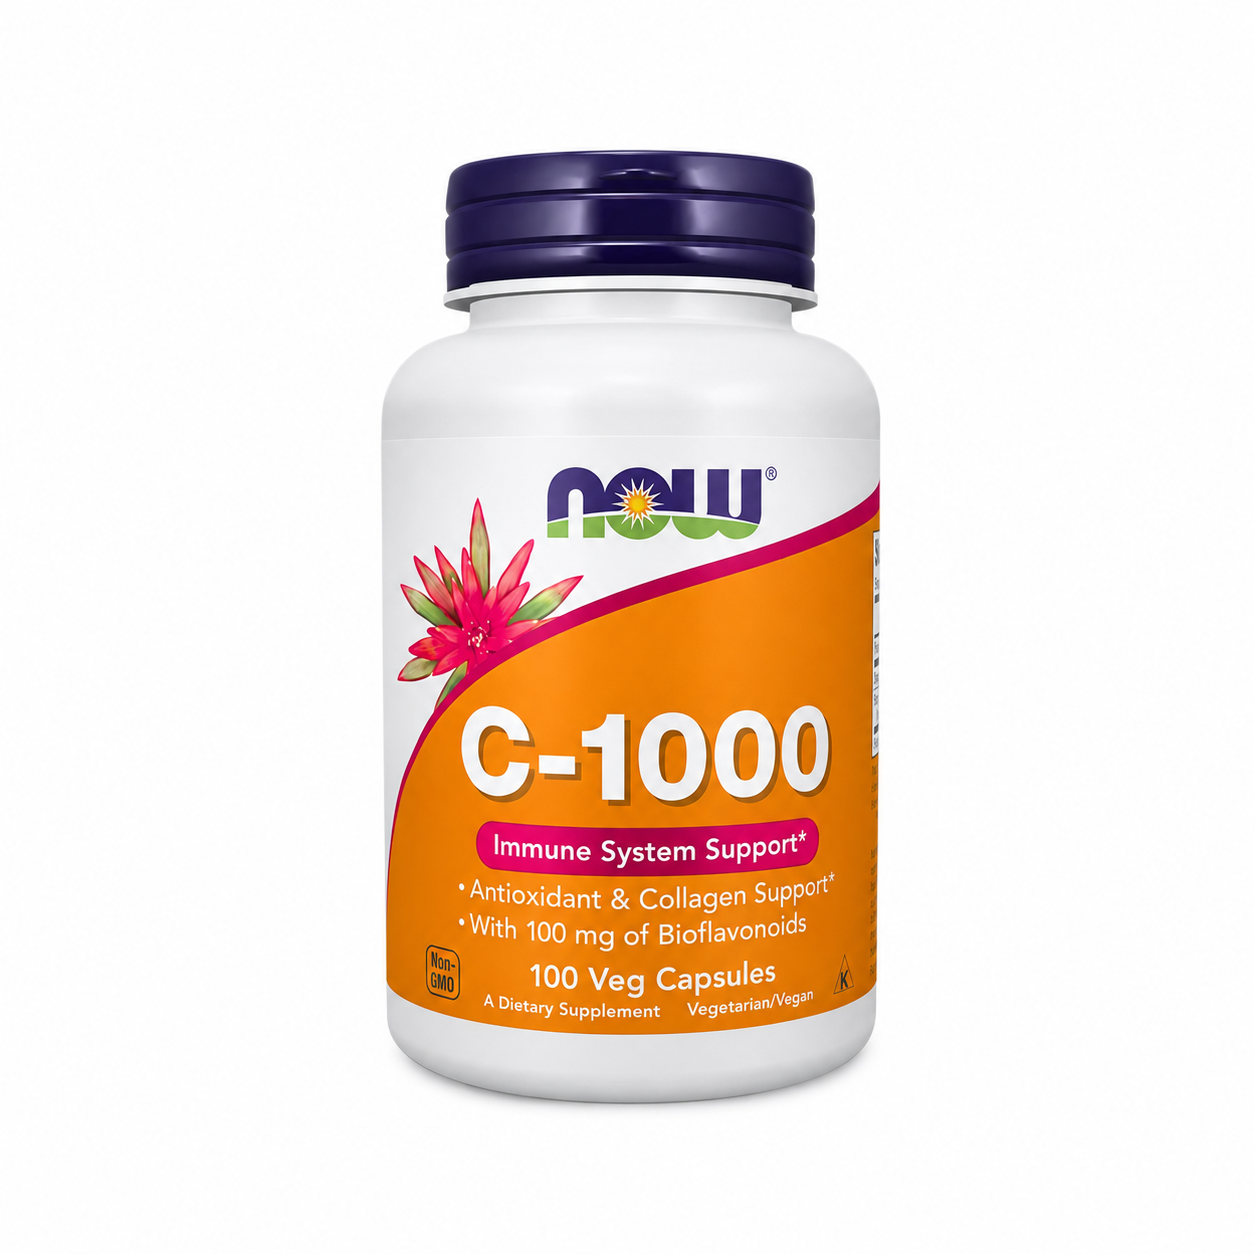 now®
C-1000
Immune System Support*
• Antioxidant & Collagen Support*
• With 100 mg of Bioflavonoids
Non-
GMO
100 Veg Capsules
K
A Dietary Supplement Vegetarian/Vegan